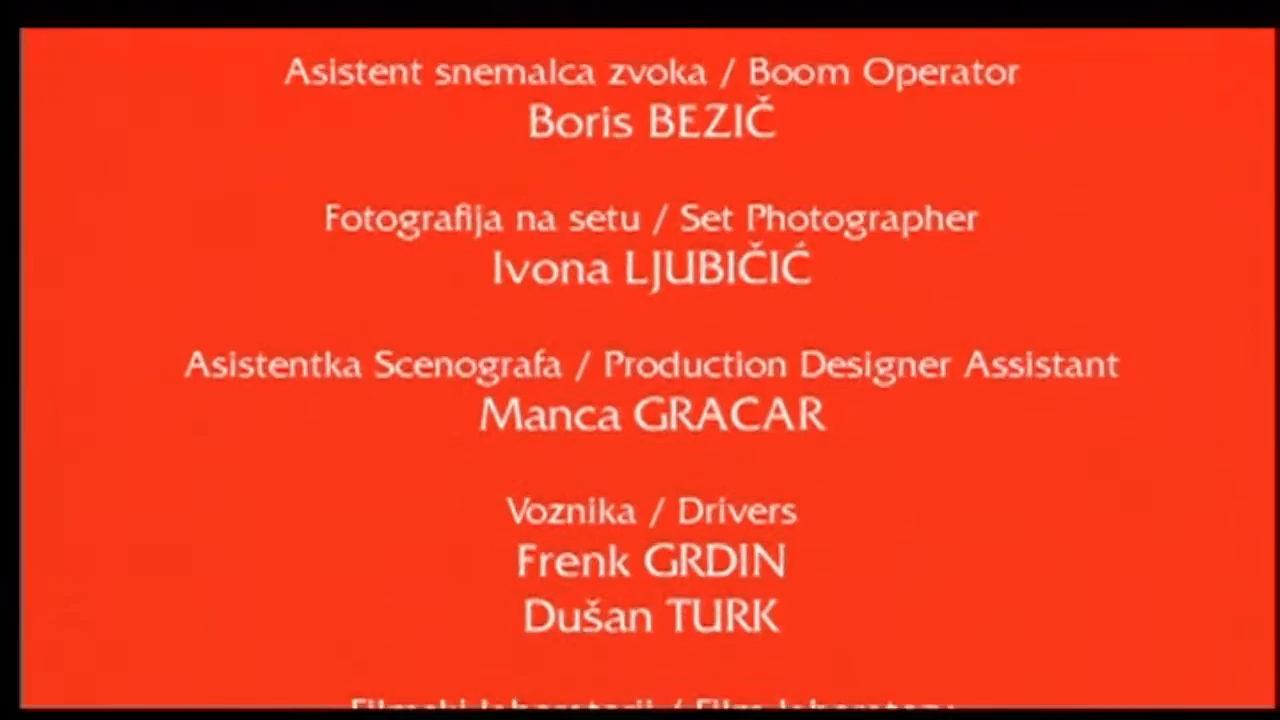 Asistent snemalca zvoka / Boom Operator
Boris BEZIČ
Fotografija na setu / Set Photographer
Ivona LJUBIČIĆ
Asistentka Scenografa / Production Designer Assistant
Manca GRACAR
Voznika / Drivers
Frenk GRDIN
Dušan TURK